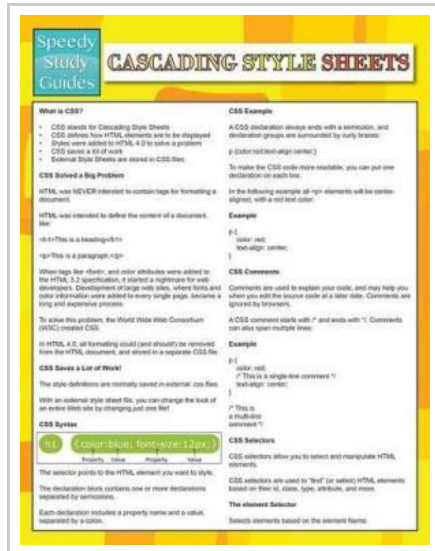 Speedy
Study
Guides
CASCADING STYLE SHEETS
What is CSS?
• CSS stands for Cascading Style Sheets
• CSS defines how HTML elements are to be displayed
• Styles were added to HTML 4.0 to solve a problem
• CSS saves a lot of work
• External Style Sheets are stored in CSS files
CSS Solved a Big Problem
HTML was NEVER intended to contain tags for formatting a
document.
HTML was intended to define the content of a document,
like:
<h1>This is a heading</h1>
<p>This is a paragraph.</p>
When tags like <font>, and color attributes were added to
the HTML 3.2 specification, it started a nightmare for web
developers. Development of large web sites, where fonts and
color information were added to every single page, became a
long and expensive process.
To solve this problem, the World Wide Web Consortium
(W3C) created CSS.
In HTML 4.0, all formatting could (and should!) be removed
from the HTML document, and stored in a separate CSS file.
CSS Saves a Lot of Work!
The style definitions are normally saved in external .css files.
With an external style sheet file, you can change the look of
an entire Web site by changing just one file!
CSS Syntax
h1 {color:blue; font-size:12px;}
Property Value Property Value
The selector points to the HTML element you want to style.
The declaration block contains one or more declarations
separated by semicolons.
Each declaration includes a property name and a value,
separated by a colon.
CSS Example
A CSS declaration always ends with a semicolon, and
declaration groups are surrounded by curly braces:
p {color:red;text-align:center;}
To make the CSS code more readable, you can put one
declaration on each line.
In the following example all <p> elements will be center-
aligned, with a red text color:
Example
p {
color: red;
text-align: center;
}
CSS Comments
Comments are used to explain your code, and may help you
when you edit the source code at a later date. Comments are
ignored by browsers.
A CSS comment starts with /* and ends with */. Comments
can also span multiple lines:
Example
p {
color: red;
/* This is a single-line comment */
text-align: center;
}
/* This is
a multi-line
comment */
CSS Selectors
CSS selectors allow you to select and manipulate HTML
elements.
CSS selectors are used to "find" (or select) HTML elements
based on their id, class, type, attribute, and more.
The element Selector
Selects elements based on the element Name.